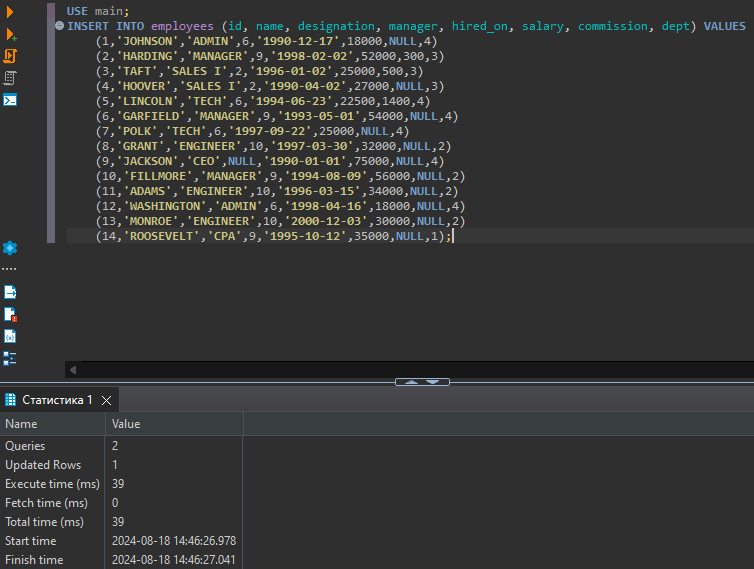 USE main;
INSERT INTO employees (id, name, designation, manager, hired_on, salary, commission, dept) VALUES
(1,'JOHNSON','ADMIN',6,'1990-12-17',18000,NULL,4)
(2,'HARDING','MANAGER',9,'1998-02-02',52000,300,3)
(3,'TAFT','SALES I',2,'1996-01-02',25000,500,3)
(4,'HOOVER','SALES I',2,'1990-04-02',27000,NULL,3)
(5,'LINCOLN','TECH',6,'1994-06-23',22500,1400,4)
(6,'GARFIELD','MANAGER',9,'1993-05-01',54000,NULL,4)
(7,'POLK','TECH',6,'1997-09-22',25000,NULL,4)
(8,'GRANT','ENGINEER',10,'1997-03-30',32000,NULL,2)
(9,'JACKSON','CEO',NULL,'1990-01-01',75000,NULL,4)
(10,'FILLMORE','MANAGER',9,'1994-08-09',56000,NULL,2)
(11,'ADAMS','ENGINEER',10,'1996-03-15',34000,NULL,2)
(12,'WASHINGTON','ADMIN',6,'1998-04-16',18000,NULL,4)
(13,'MONROE','ENGINEER',10,'2000-12-03',30000,NULL,2)
(14,'ROOSEVELT','CPA',9,'1995-10-12',35000,NULL,1);
Статистика 1
Name Value
Queries 2
Updated Rows 1
Execute time (ms) 39
Fetch time (ms) 0
Total time (ms) 39
Start time 2024-08-18 14:46:26.978
Finish time 2024-08-18 14:46:27.041